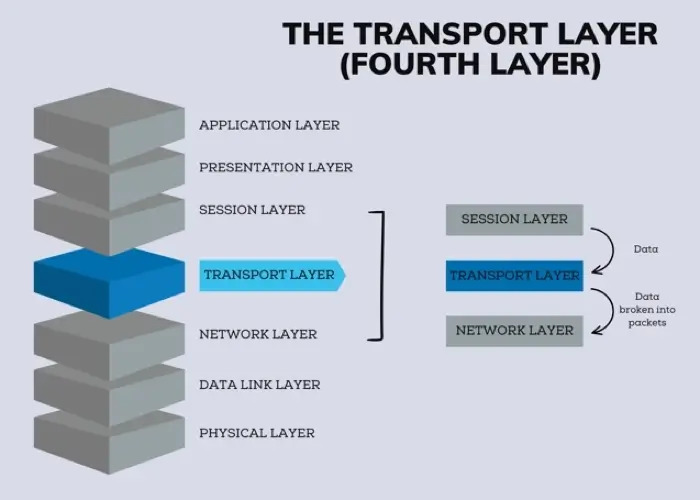 THE TRANSPORT LAYER
(FOURTH LAYER)
APPLICATION LAYER
PRESENTATION LAYER
SESSION LAYER
TRANSPORT LAYER
NETWORK LAYER
DATA LINK LAYER
PHYSICAL LAYER
SESSION LAYER
Data
TRANSPORT LAYER
Data
broken into
packets
NETWORK LAYER